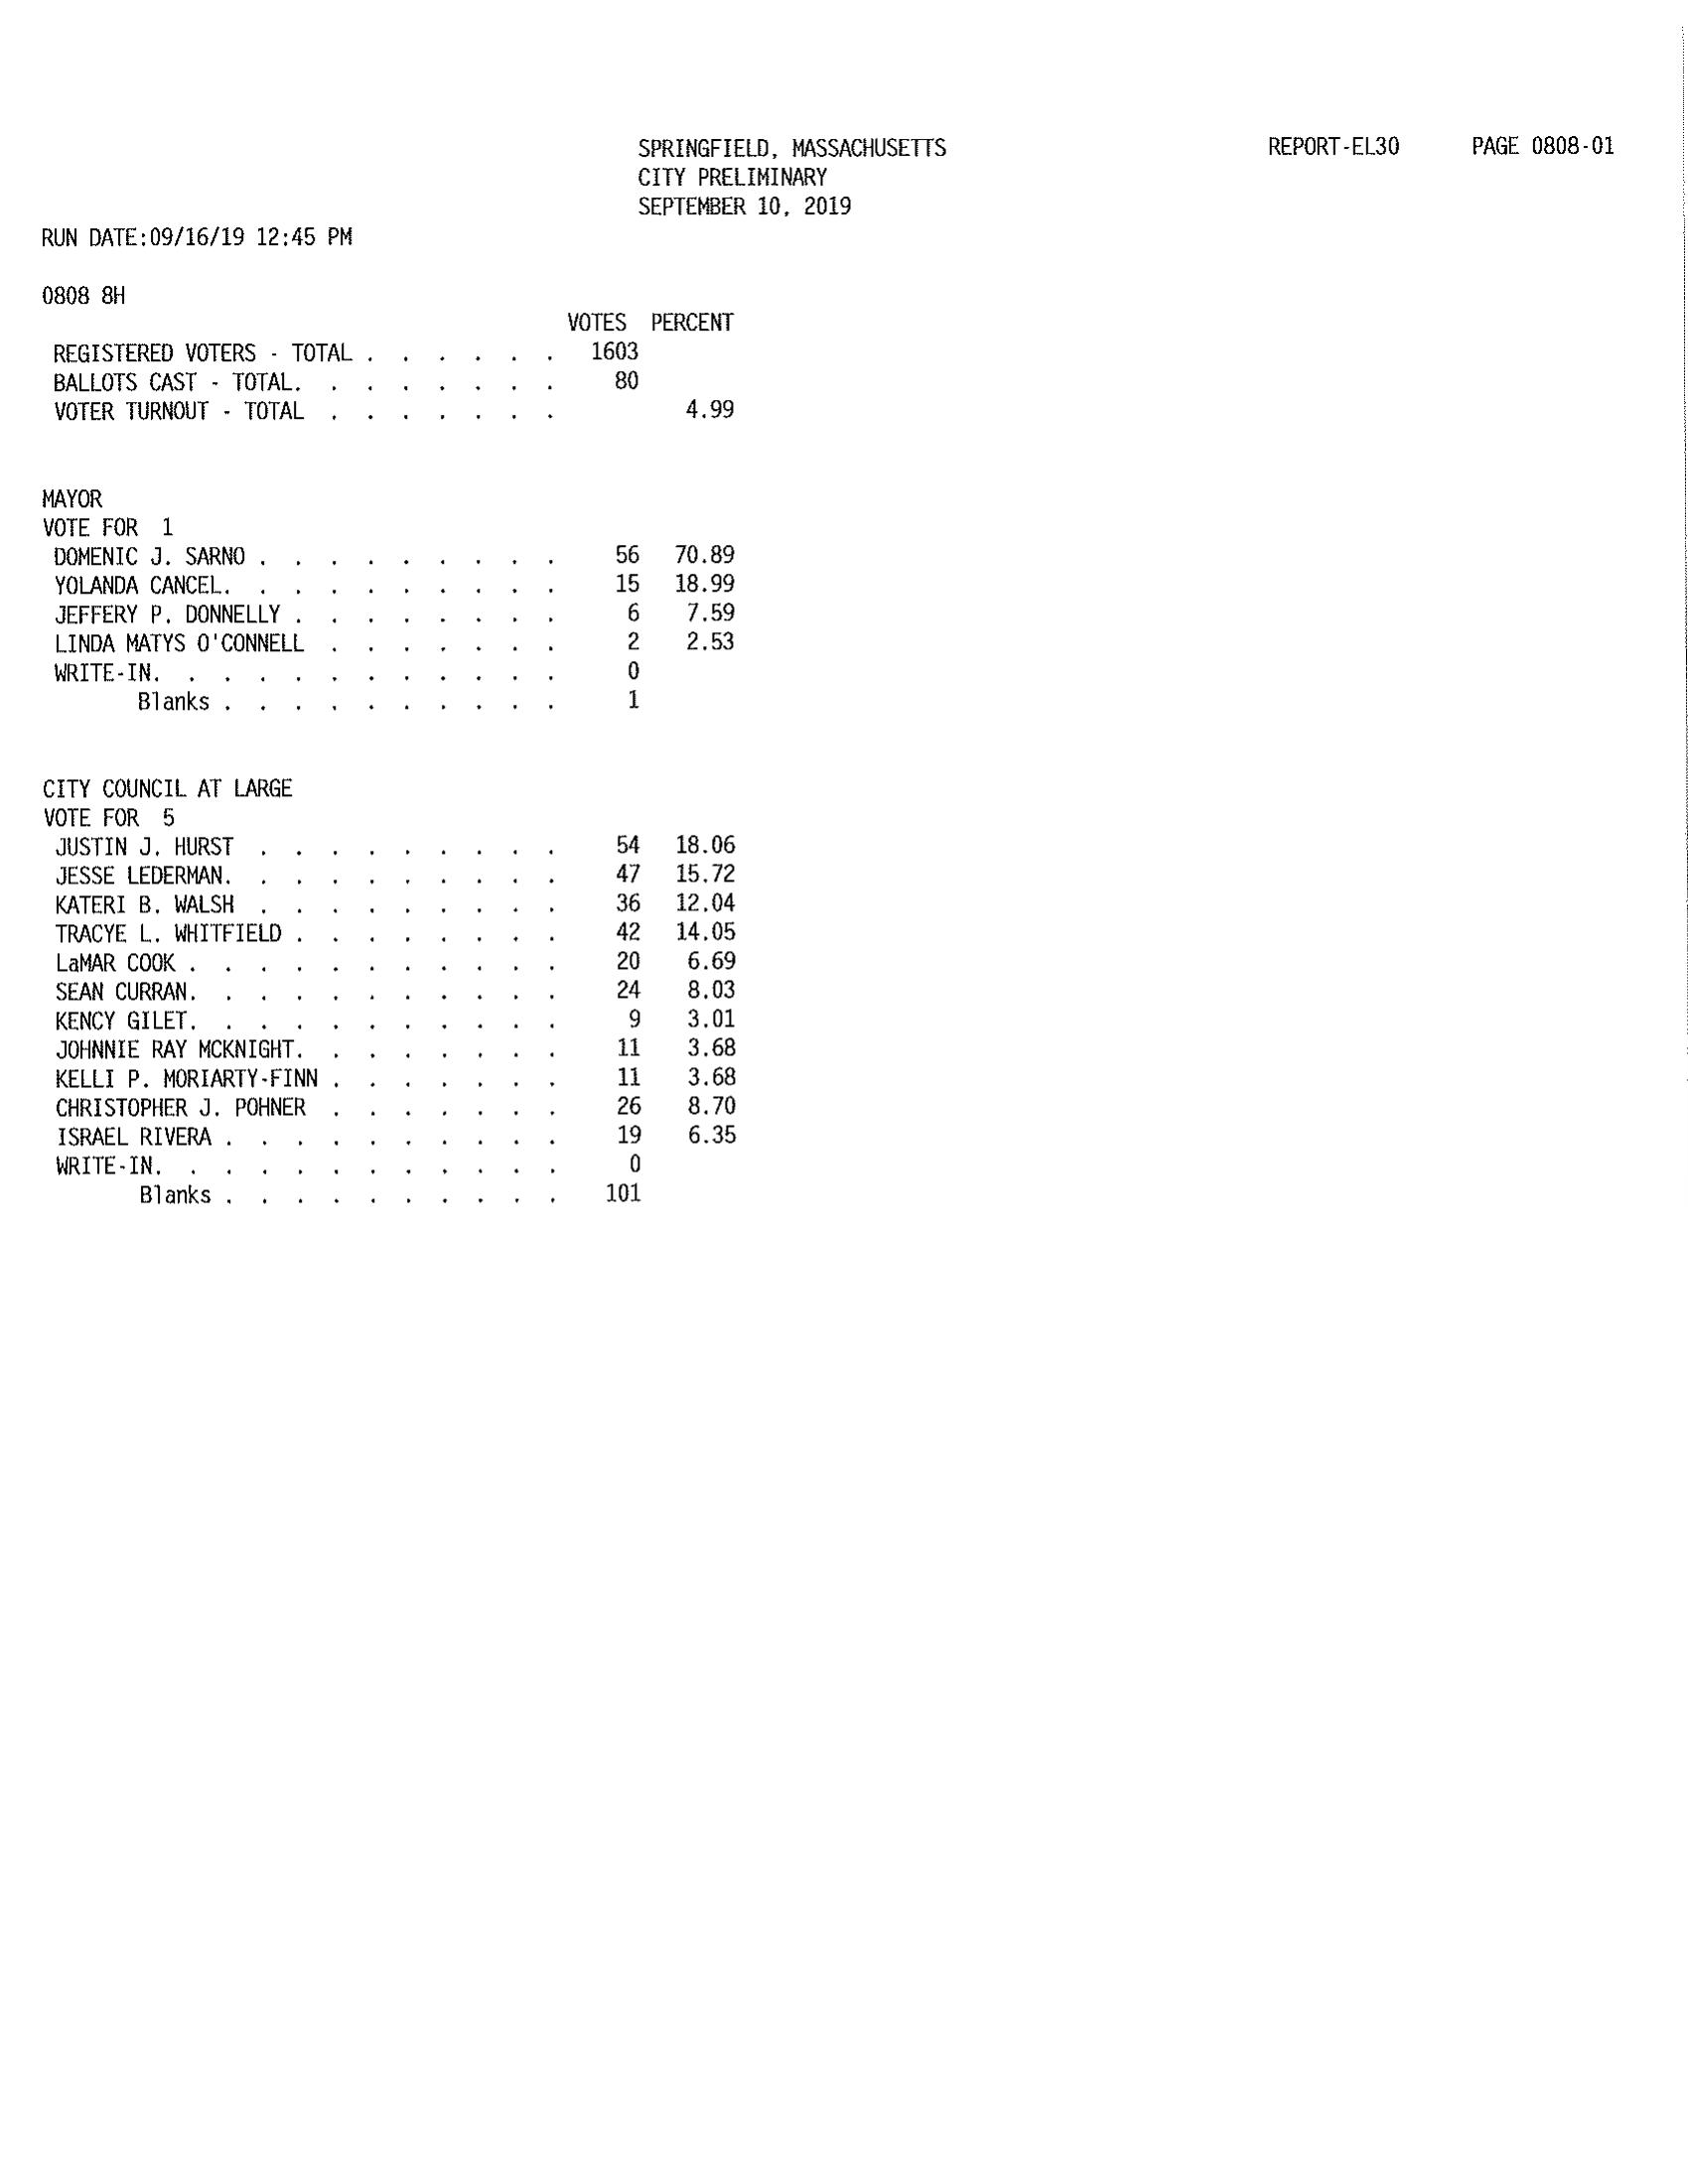 SPRINGFIELD, MASSACHUSETTS REPORT-EL30 PAGE 0808-01
CITY PRELIMINARY
SEPTEMBER 10, 2019
RUN DATE:09/16/19 12:45 PM
0808 8H
VOTES PERCENT
REGISTERED VOTERS - TOTAL . . . . . . 1603
BALLOTS CAST - TOTAL. . . . . . . . 80
VOTER TURNOUT - TOTAL . . . . . . . 4.99
MAYOR
VOTE FOR 1
DOMENIC J. SARNO . . . . . . . . . 56 70.89
YOLANDA CANCEL. . . . . . . . . . 15 18.99
JEFFERY P. DONNELLY . . . . . . . . 6 7.59
LINDA MATYS O'CONNELL . . . . . . . 2 2.53
WRITE-IN. . . . . . . . . . . . 0
Blanks . . . . . . . . . . 1
CITY COUNCIL AT LARGE
VOTE FOR 5
JUSTIN J. HURST . . . . . . . . . 54 18.06
JESSE LEDERMAN. . . . . . . . . . 47 15.72
KATERI B. WALSH . . . . . . . . . 36 12.04
TRACYE L. WHITFIELD . . . . . . . . 42 14.05
LaMAR COOK . . . . . . . . . . . 20 6.69
SEAN CURRAN. . . . . . . . . . . 24 8.03
KENCY GILET. . . . . . . . . . . 9 3.01
JOHNNIE RAY MCKNIGHT. . . . . . . . 11 3.68
KELLI P. MORIARTY-FINN . . . . . . . 11 3.68
CHRISTOPHER J. POHNER . . . . . . . 26 8.70
ISRAEL RIVERA . . . . . . . . . . 19 6.35
WRITE-IN. . . . . . . . . . . . 0
Blanks . . . . . . . . . . 101